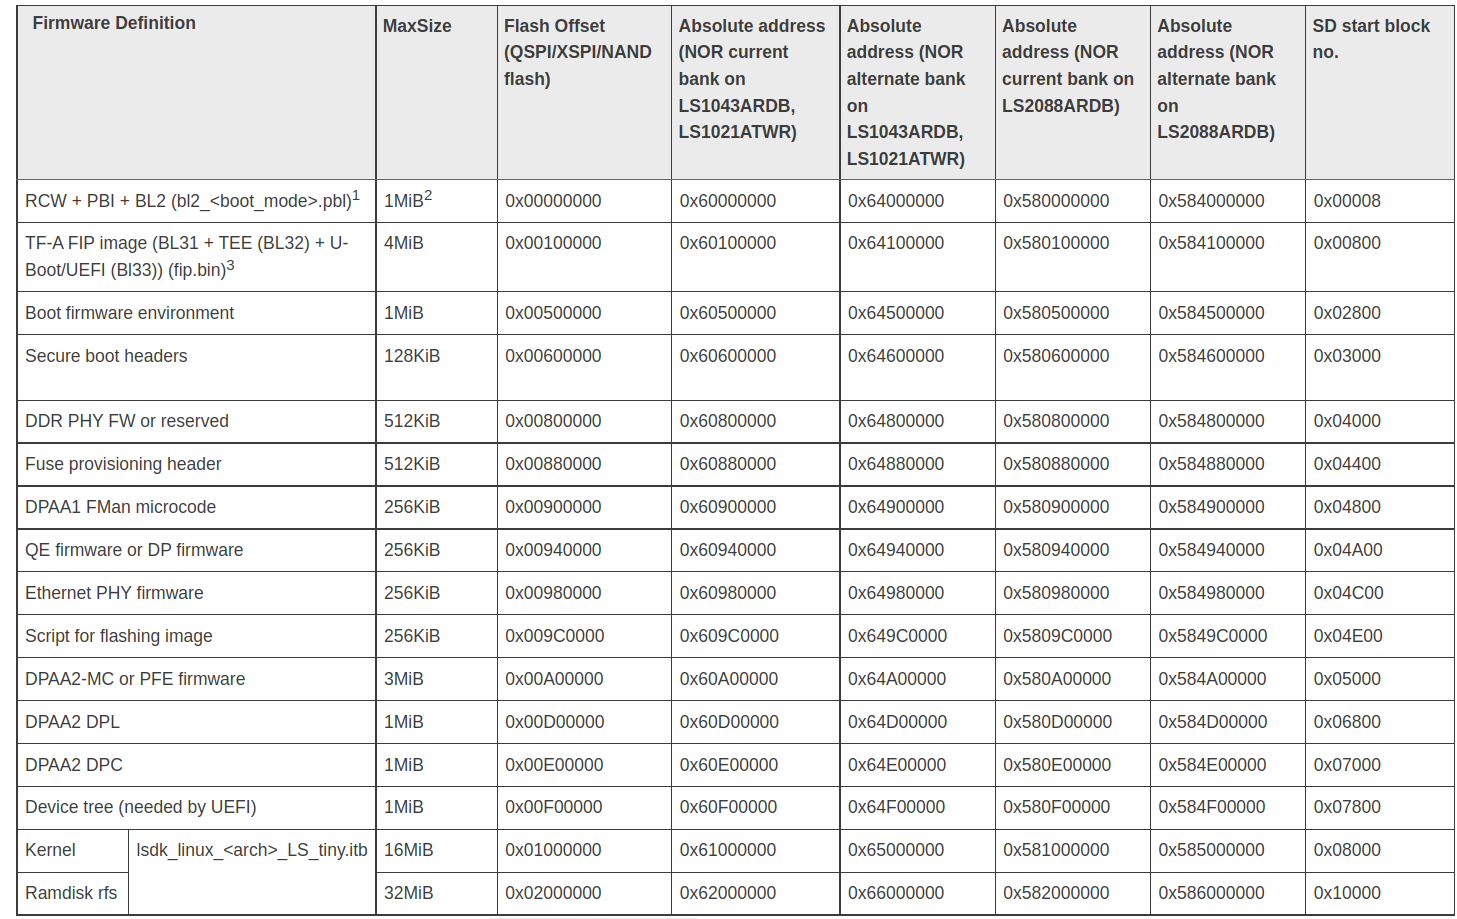 Firmware Definition MaxSize Flash Offset (QSPI/XSPI/NAND flash) Absolute address (NOR current bank on LS1043ARDB, LS1021ATWR) Absolute address (NOR alternate bank on LS1043ARDB, LS1021ATWR) Absolute address (NOR current bank on LS2088ARDB) Absolute address (NOR alternate bank on LS2088ARDB) SD start block no.
RCW + PBI + BL2 (bl2_<boot_mode>.pbl)1 1MiB2 0x00000000 0x60000000 0x64000000 0x580000000 0x584000000 0x00008
TF-A FIP image (BL31 + TEE (BL32) + U-Boot/UEFI (Bl33)) (fip.bin)3 4MiB 0x00100000 0x60100000 0x64100000 0x580100000 0x584100000 0x00800
Boot firmware environment 1MiB 0x00500000 0x60500000 0x64500000 0x580500000 0x584500000 0x02800
Secure boot headers 128KiB 0x00600000 0x60600000 0x64600000 0x580600000 0x584600000 0x03000
DDR PHY FW or reserved 512KiB 0x00800000 0x60800000 0x64800000 0x580800000 0x584800000 0x04000
Fuse provisioning header 512KiB 0x00880000 0x60880000 0x64880000 0x580880000 0x584880000 0x04400
DPAA1 FMan microcode 256KiB 0x00900000 0x60900000 0x64900000 0x580900000 0x584900000 0x04800
QE firmware or DP firmware 256KiB 0x00940000 0x60940000 0x64940000 0x580940000 0x584940000 0x04A00
Ethernet PHY firmware 256KiB 0x00980000 0x60980000 0x64980000 0x580980000 0x584980000 0x04C00
Script for flashing image 256KiB 0x009C0000 0x609C0000 0x649C0000 0x5809C0000 0x5849C0000 0x04E00
DPAA2-MC or PFE firmware 3MiB 0x00A00000 0x60A00000 0x64A00000 0x580A00000 0x584A00000 0x05000
DPAA2 DPL 1MiB 0x00D00000 0x60D00000 0x64D00000 0x580D00000 0x584D00000 0x06800
DPAA2 DPC 1MiB 0x00E00000 0x60E00000 0x64E00000 0x580E00000 0x584E00000 0x07000
Device tree (needed by UEFI) 1MiB 0x00F00000 0x60F00000 0x64F00000 0x580F00000 0x584F00000 0x07800
Kernel lsdk_linux_<arch>_LS_tiny.itb 16MiB 0x01000000 0x61000000 0x65000000 0x581000000 0x585000000 0x08000
Ramdisk rfs 32MiB 0x02000000 0x62000000 0x66000000 0x582000000 0x586000000 0x10000